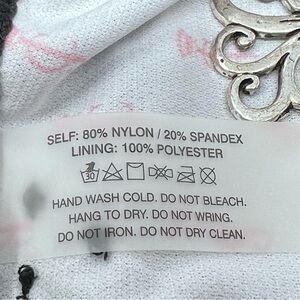 SELF: 80% NYLON / 20% SPANDEX
LINING: 100% POLYESTER
30
HAND WASH COLD. DO NOT BLEACH.
HANG TO DRY. DO NOT WRING.
DO NOT IRON. DO NOT DRY CLEAN.